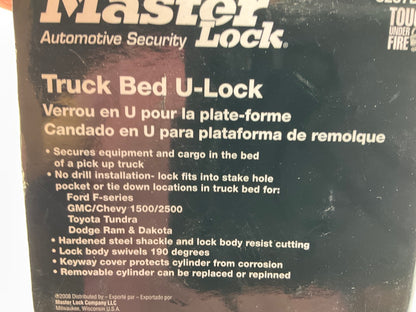 Master
Automotive Security Lock®
TOU
UNDER
FIRE
Truck Bed U-Lock
Verrou en U pour la plate-forme
Candado en U para plataforma de remolque
• Secures equipment and cargo in the bed
of a pick up truck
• No drill installation- lock fits into stake hole
pocket or tie down locations in truck bed for:
Ford F-series
GMC/Chevy 1500/2500
Toyota Tundra
Dodge Ram & Dakota
• Hardened steel shackle and lock body resist cutting
• Lock body swivels 190 degrees
• Keyway cover protects cylinder from corrosion
• Removable cylinder can be replaced or repinned
©2008 Distributed by - Exporté par - Exportado por
Master Lock Company LLC
Milwaukee, Wisconsin U.S.A.